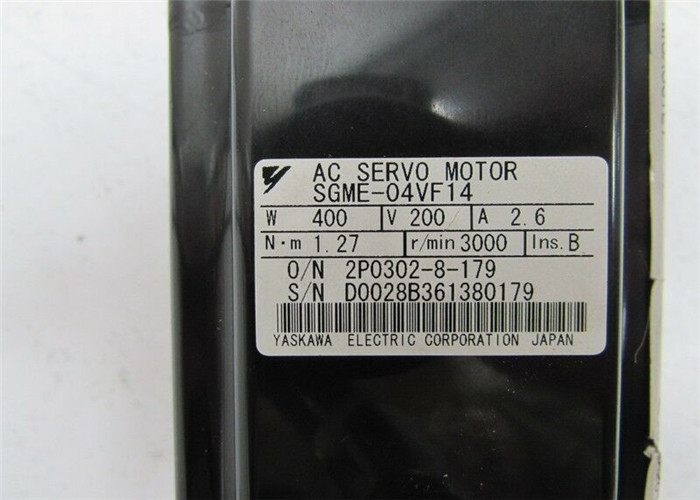 AC SERVO MOTOR
SGME-04VF14
W 400 V 200 A 2.6
N·m 1.27 r/min 3000 Ins. B
O/N 2P0302-8-179
S/N D0028B361380179
YASKAWA ELECTRIC CORPORATION JAPAN